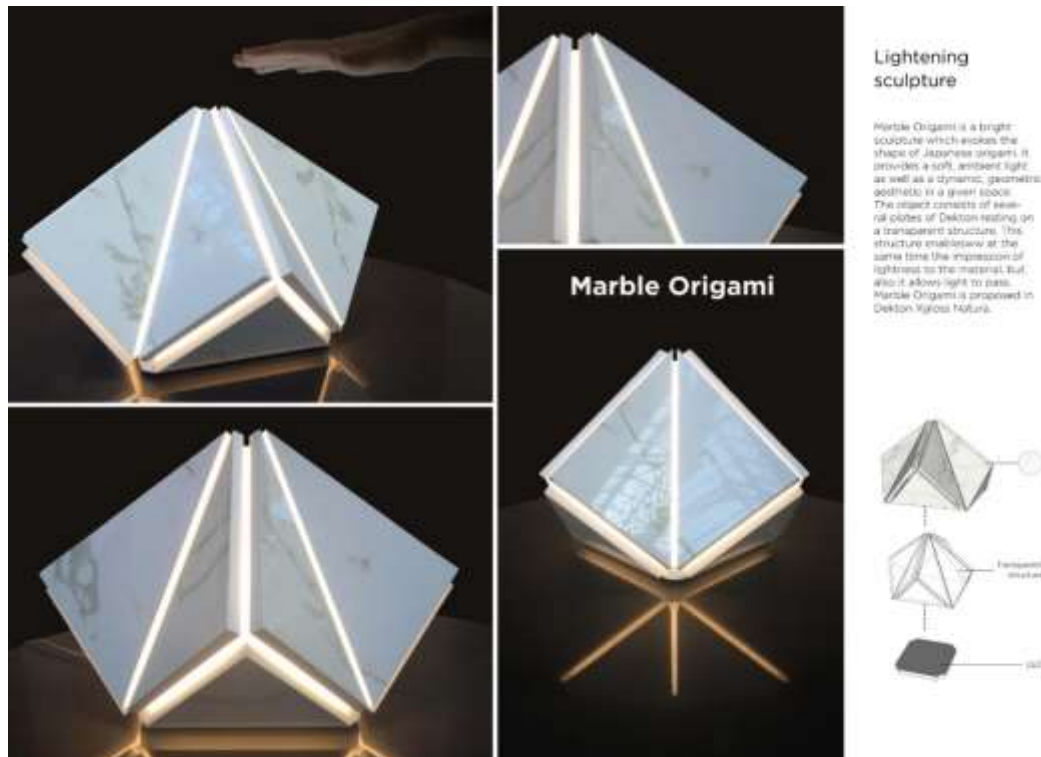 Marble Origami
Lightening
sculpture
Marble Origami is a bright
sculpture which evokes the
shape of Japanese origami. It
provides a soft, ambient light
as well as a dynamic, geometric
aesthetic in a given space.
The object consists of seve-
ral plates of Dekton resting on
a transparent structure. This
structure enablesww at the
same time the impression of
lightness to the material, but
also it allows light to pass.
Marble Origami is proposed in
Dekton Xgloss Natura.
Transparent
structure